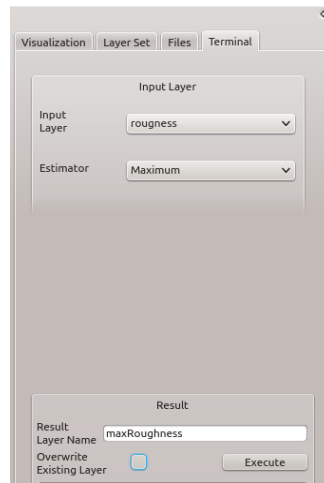 Visualization Layer Set Files Terminal
Input Layer
Input
Layer
rougness
Estimator
Maximum
Result
Result
Layer Name
maxRoughness
Overwrite
Existing Layer
Execute